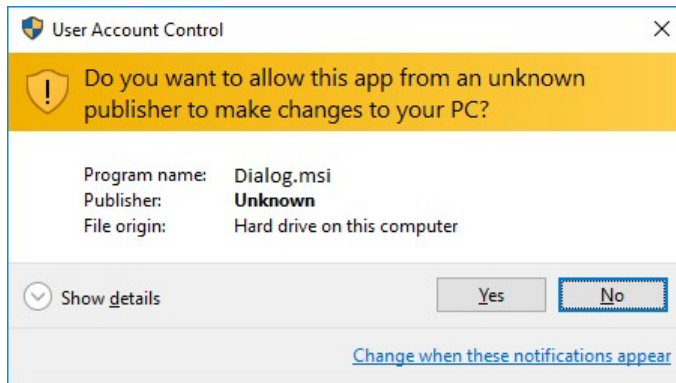 User Account Control
Do you want to allow this app from an unknown
publisher to make changes to your PC?
Program name: Dialog.msi
Publisher: Unknown
File origin: Hard drive on this computer
Show details
Yes
No
Change when these notifications appear